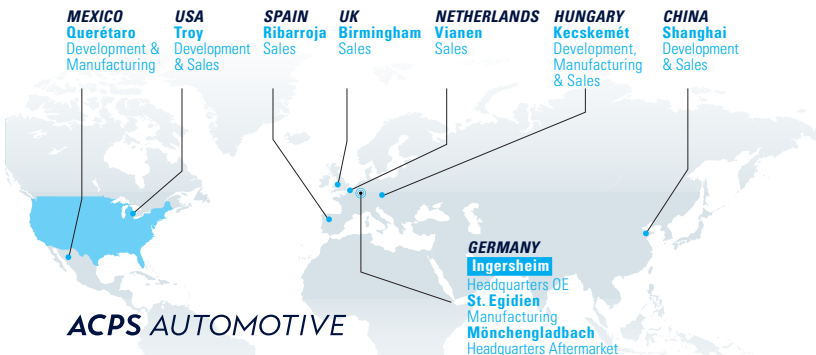 MEXICO
Querétaro
Development &
Manufacturing
USA
Troy
Development
& Sales
SPAIN
Ribarroja
Sales
UK
Birmingham
Sales
NETHERLANDS
Vianen
Sales
HUNGARY
Kecskemét
Development,
Manufacturing
& Sales
CHINA
Shanghai
Development
& Sales
GERMANY
Ingersheim
Headquarters OE
St. Egidien
Manufacturing
Mönchengladbach
Headquarters Aftermarket
ACPS AUTOMOTIVE